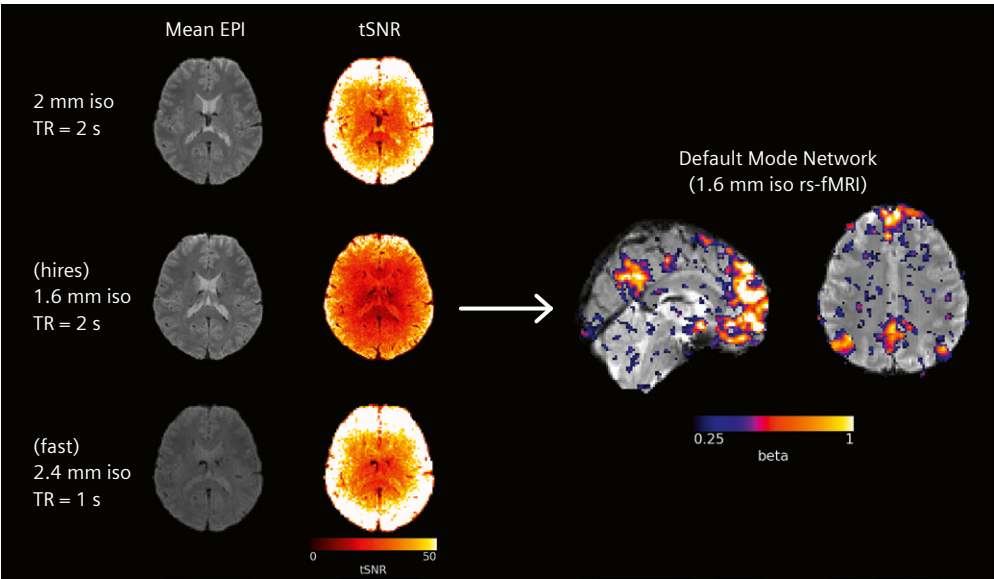 Mean EPI
tSNR
2 mm iso
TR = 2 s
(hires)
1.6 mm iso
TR = 2 s
(fast)
2.4 mm iso
TR = 1 s
0
50
tSNR
Default Mode Network
(1.6 mm iso rs-fMRI)
0.25
1
beta